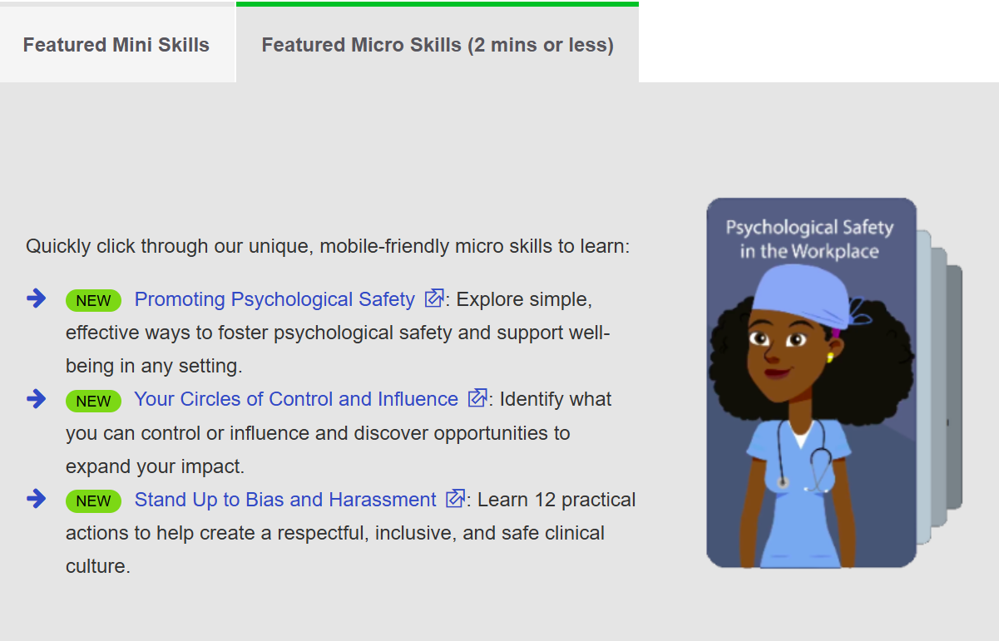 Featured Mini Skills
Featured Micro Skills (2 mins or less)
Quickly click through our unique, mobile-friendly micro skills to learn:
NEW Promoting Psychological Safety : Explore simple,
effective ways to foster psychological safety and support well-
being in any setting.
NEW Your Circles of Control and Influence : Identify what
you can control or influence and discover opportunities to
expand your impact.
NEW Stand Up to Bias and Harassment : Learn 12 practical
actions to help create a respectful, inclusive, and safe clinical
culture.
Psychological Safety
in the Workplace